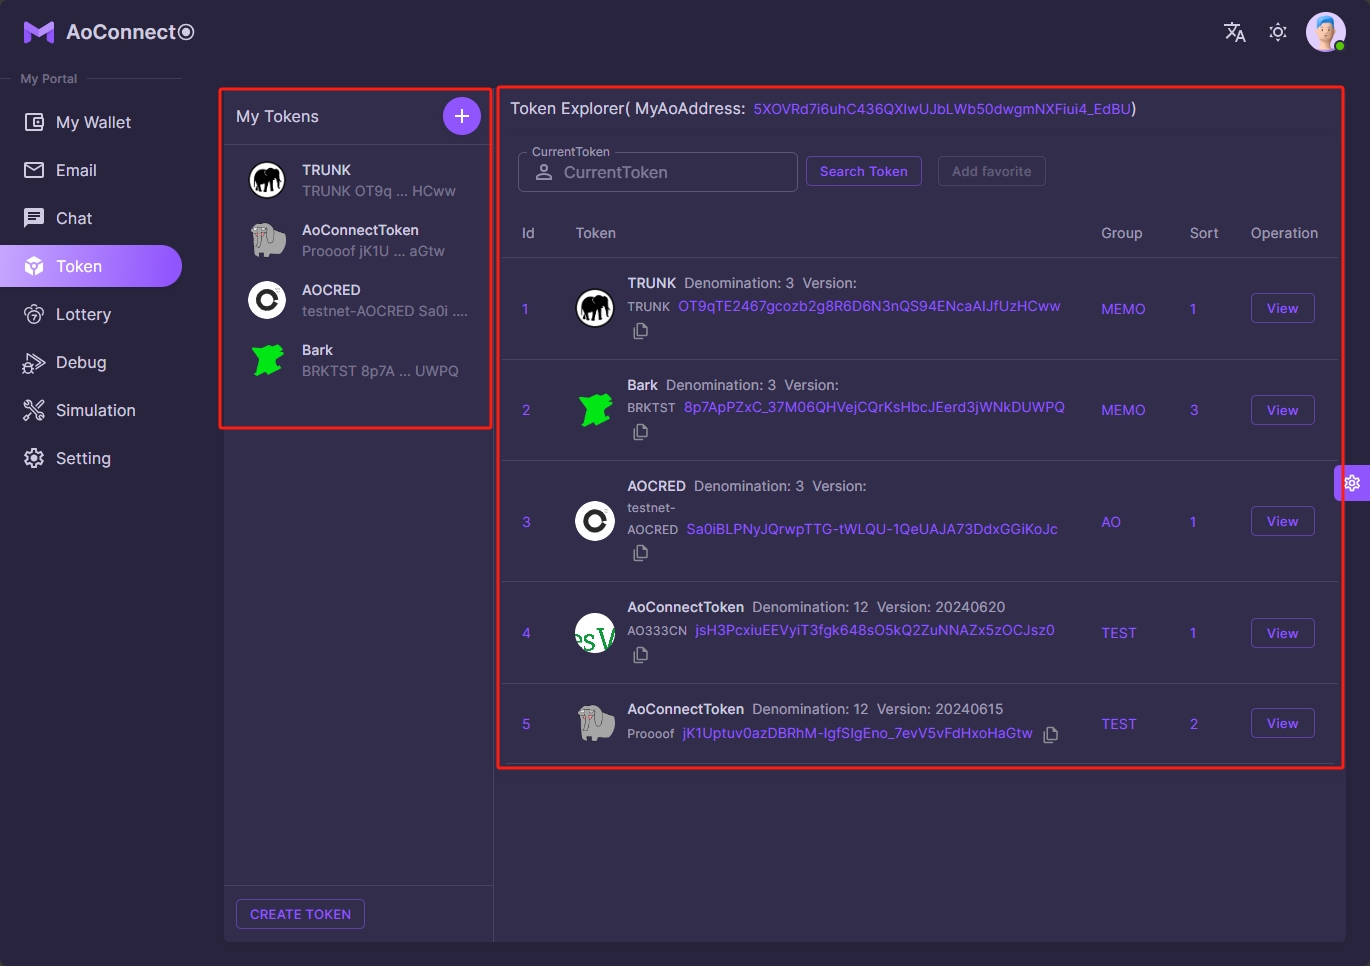 AoConnect
My Portal
My Wallet
Email
Chat
Token
Lottery
Debug
Simulation
Setting
My Tokens
TRUNK
TRUNK OT9q ... HCww
AoConnectToken
Proooof jK1U ... aGtw
AOCRED
testnet-AOCRED Sa0i ....
Bark
BRKTST 8p7A ... UWPQ
CREATE TOKEN
Token Explorer( MyAoAddress: 5XOVRd7i6uhC436QXIwUJbLWb50dwgmNXFiui4_EdBU)
CurrentToken
CurrentToken
Search Token
Add favorite
Id Token Group Sort Operation
TRUNK Denomination: 3 Version:
1 TRUNK OT9qTE2467gcozb2g8R6D6N3nQS94ENcaAIJfUzHCww MEMO 1 View
Bark Denomination: 3 Version:
2 BRKTST 8p7ApPZxC_37M06QHVejCQrKsHbcJEerd3jWNkDUWPQ MEMO 3 View
AOCRED Denomination: 3 Version:
testnet-
3 AOCRED Sa0iBLPNyJQrwpTTG-tWLQU-1QeUAJA73DdxGGiKoJc AO 1 View
AoConnectToken Denomination: 12 Version: 20240620
4 esV AO333CN jsH3PcxiuEEVyiT3fgk648sO5kQ2ZuNNAZx5zOCJsz0 TEST 1 View
AoConnectToken Denomination: 12 Version: 20240615
5 Proooof jK1Uptuv0azDBRhM-lgfSIgEno_7evV5vFdHxoHaGtw TEST 2 View